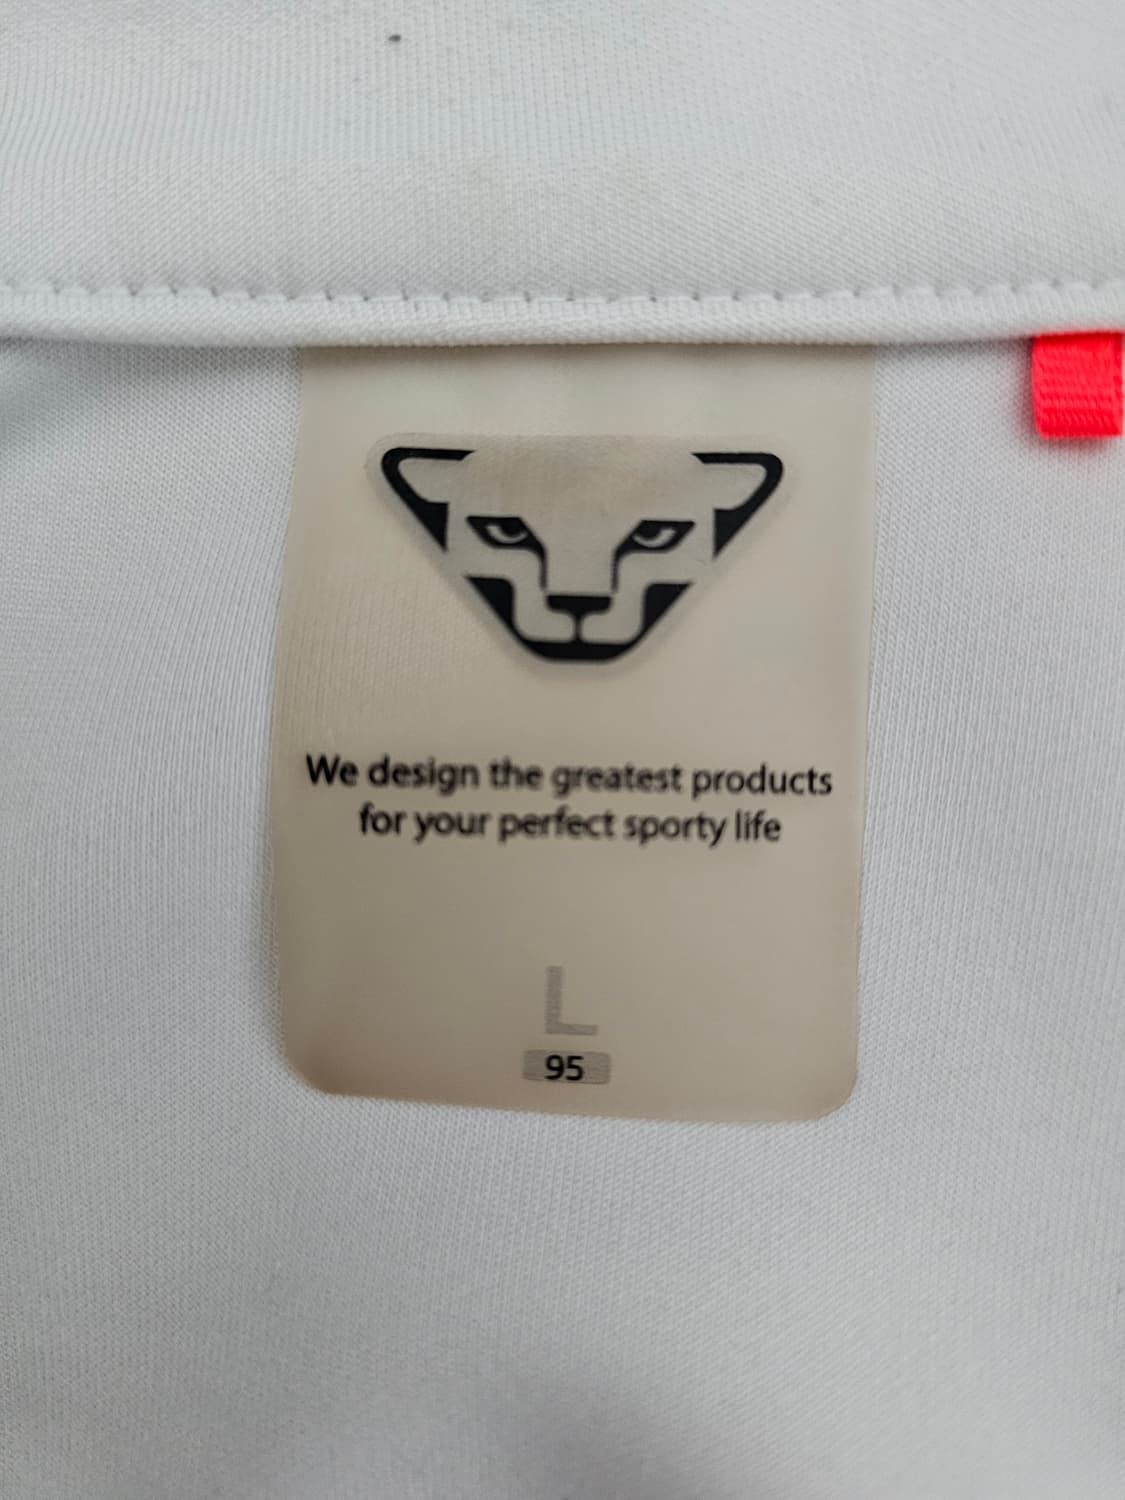 We design the greatest products
for your perfect sporty life
L
95